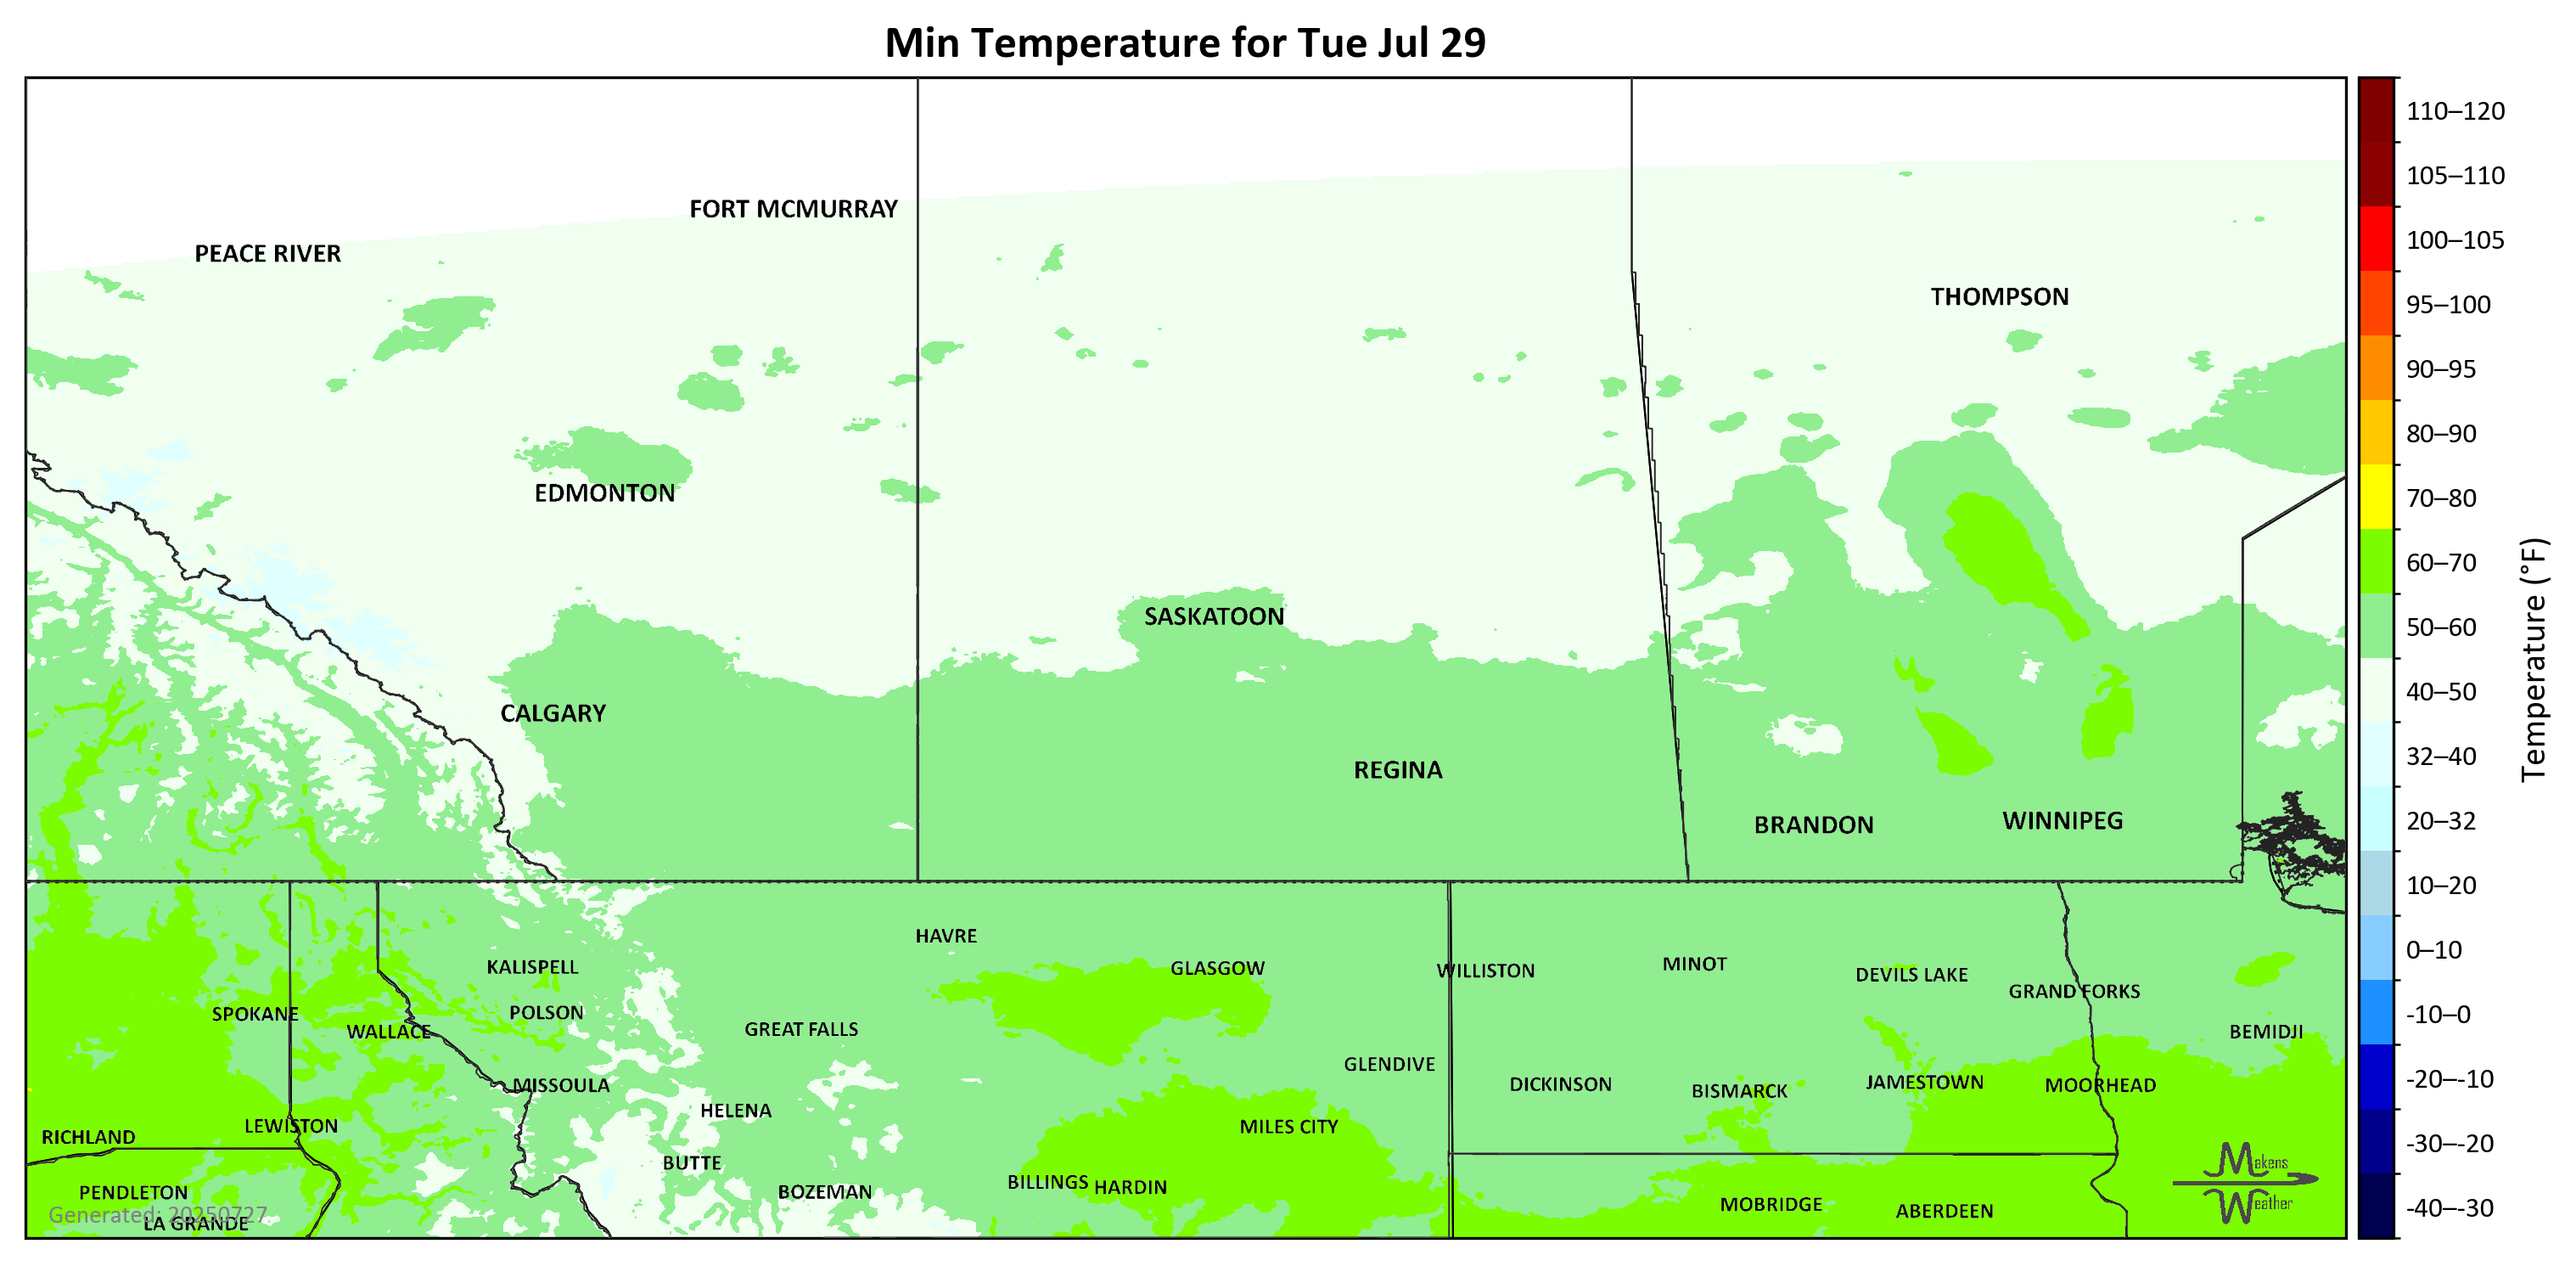 Min Temperature for Tue Jul 29
FORT MCMURRAY
PEACE RIVER
THOMPSON
EDMONTON
SASKATOON
CALGARY
REGINA
BRANDON
WINNIPEG
HAVRE
KALISPELL
GLASGOW
WILLISTON
MINOT
DEVILS LAKE
GRAND FORKS
SPOKANE
POLSON
WALLACE
GREAT FALLS
BEMIDJI
GLENDIVE
MISSOULA
DICKINSON
BISMARCK
JAMESTOWN
MOORHEAD
HELENA
LEWISTON
MILES CITY
RICHLAND
BUTTE
BILLINGS
HARDIN
BOZEMAN
PENDLETON
MOBRIDGE
ABERDEEN
LA GRANDE
Generated: 20250727
Makens
Weather
110–120
105–110
100–105
95–100
90–95
80–90
70–80
60–70
50–60
40–50
32–40
20–32
10–20
0–10
-10–0
-20–-10
-30–-20
-40–-30
Temperature (°F)